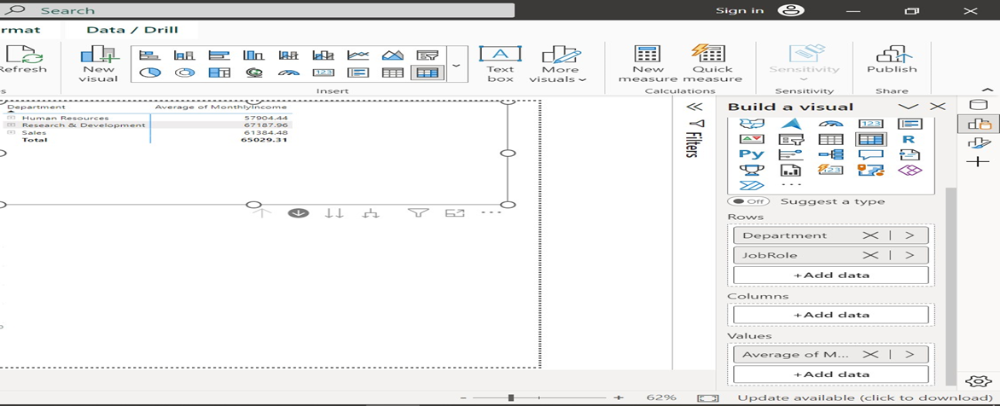 Search
Sign in
rmat
Data / Drill
Refresh
New visual
Text box
More visuals
New measure
Quick measure
Sensitivity
Publish
s
Insert
Calculations
Sensitivity
Share
Department Average of MonthlyIncome
Human Resources 57904.44
Research & Development 67187.96
Sales 61384.48
Total 65029.31
Filters
Build a visual
123
R
Py
123
Off Suggest a type
Rows
Department
JobRole
+Add data
Columns
+Add data
Values
Average of M...
+Add data
62%
Update available (click to download)